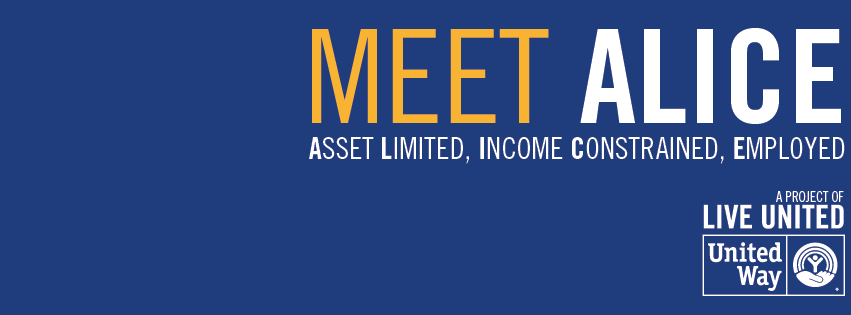 MEET ALICE
ASSET LIMITED, INCOME CONSTRAINED, EMPLOYED
A PROJECT OF
LIVE UNITED
United
Way